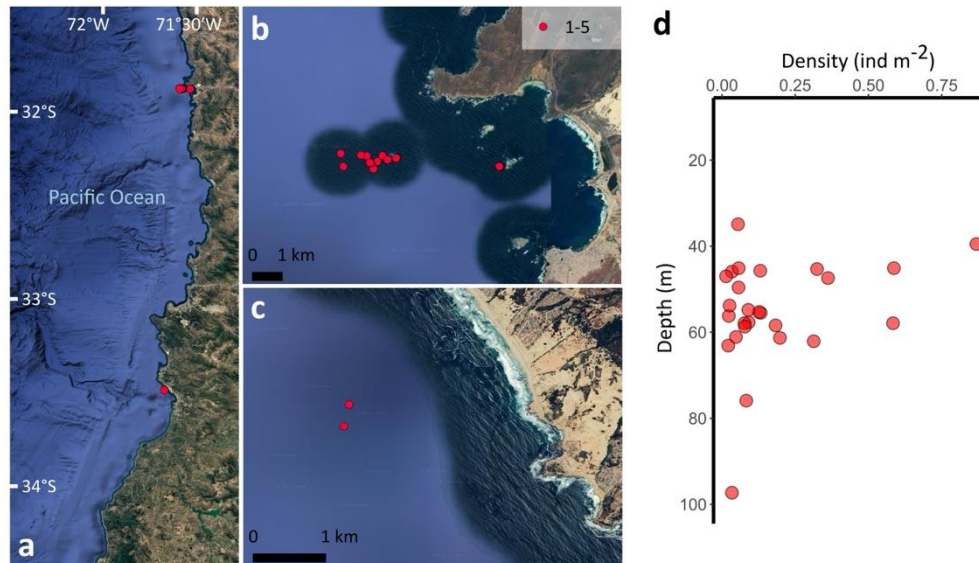 72°W 71°30'W
32°S
Pacific Ocean
33°S
34°S
a
b
1-5
0 1 km
c
0 1 km
d
Density (ind m-2)
0.00 0.25 0.50 0.75
Depth (m)
20
40
60
80
100